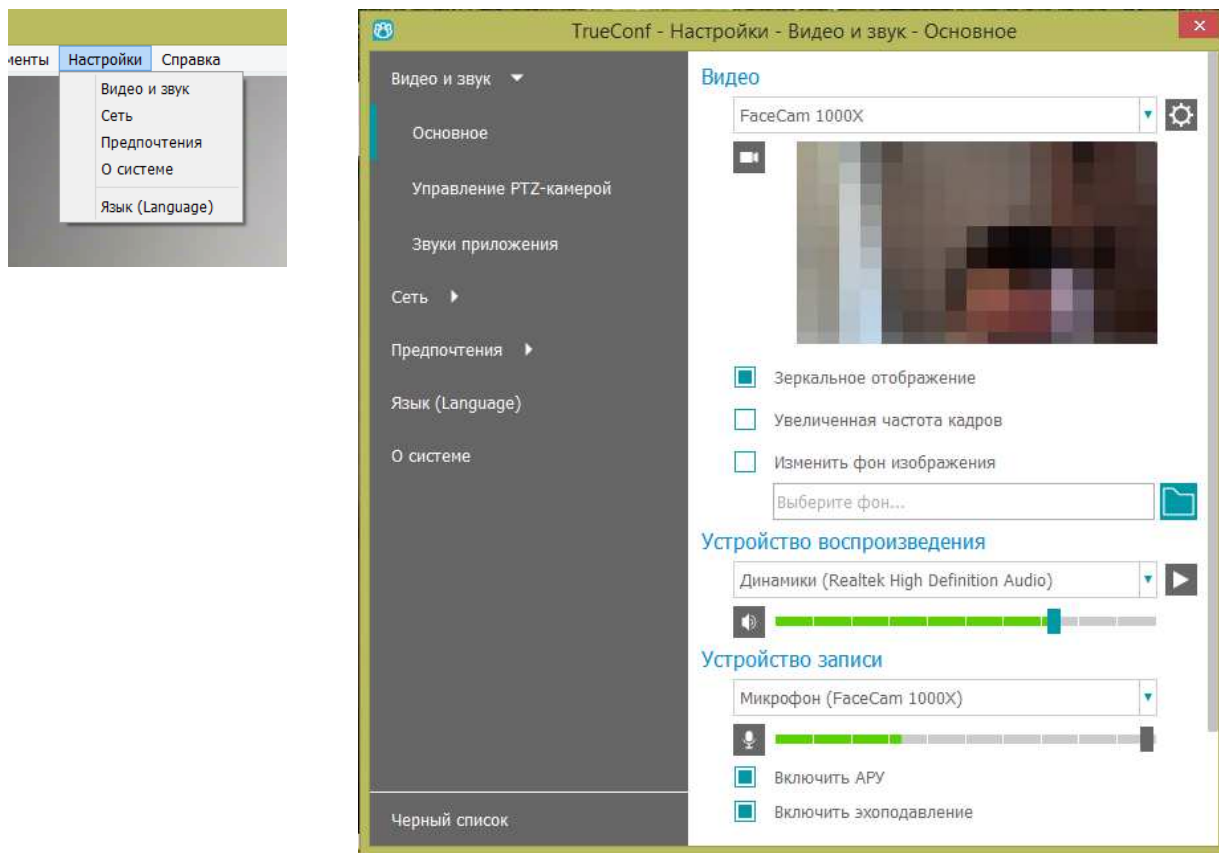 Настройки Справка
Видео и звук
Сеть
Предпочтения
О системе
Язык (Language)
TrueConf - Настройки - Видео и звук - Основное
Видео и звук
Основное
Управление PTZ-камерой
Звуки приложения
Сеть
Предпочтения
Язык (Language)
О системе
Черный список
Видео
FaceCam 1000X
Зеркальное отображение
Увеличенная частота кадров
Изменить фон изображения
Выберите фон...
Устройство воспроизведения
Динамики (Realtek High Definition Audio)
Устройство записи
Микрофон (FaceCam 1000X)
Включить АРУ
Включить эхоподавление